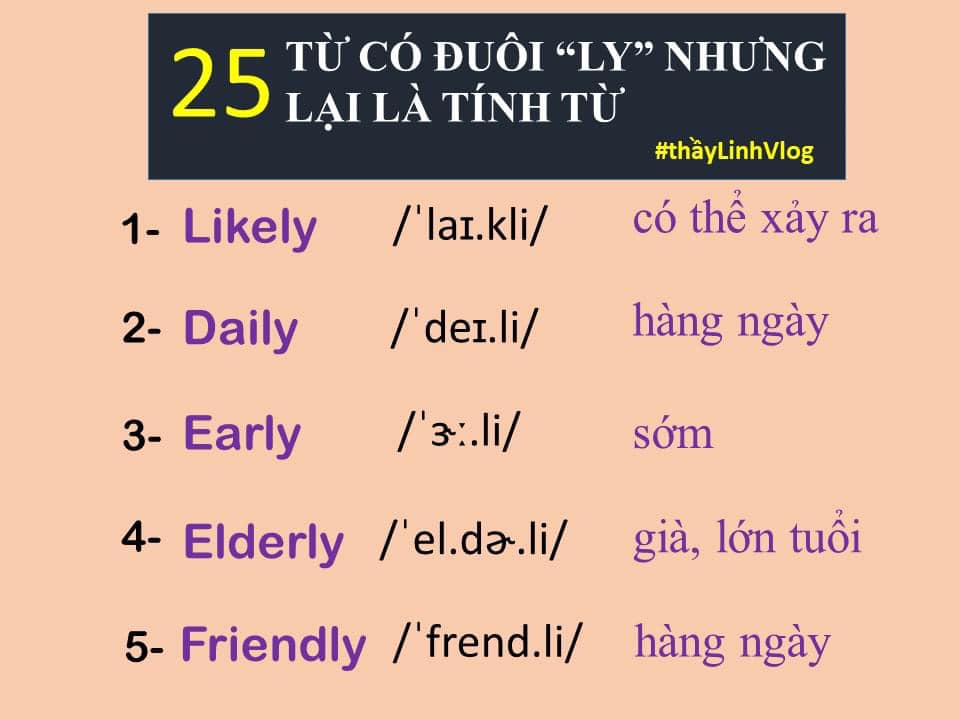 25 TỪ CÓ ĐUÔI “LY” NHƯNG
LẠI LÀ TÍNH TỪ
#thầyLinhVlog
1- Likely /ˈlaɪ.kli/ có thể xảy ra
2- Daily /ˈdeɪ.li/ hàng ngày
3- Early /ˈɝː.li/ sớm
4- Elderly /ˈel.dɚ.li/ già, lớn tuổi
5- Friendly /ˈfrend.li/ hàng ngày